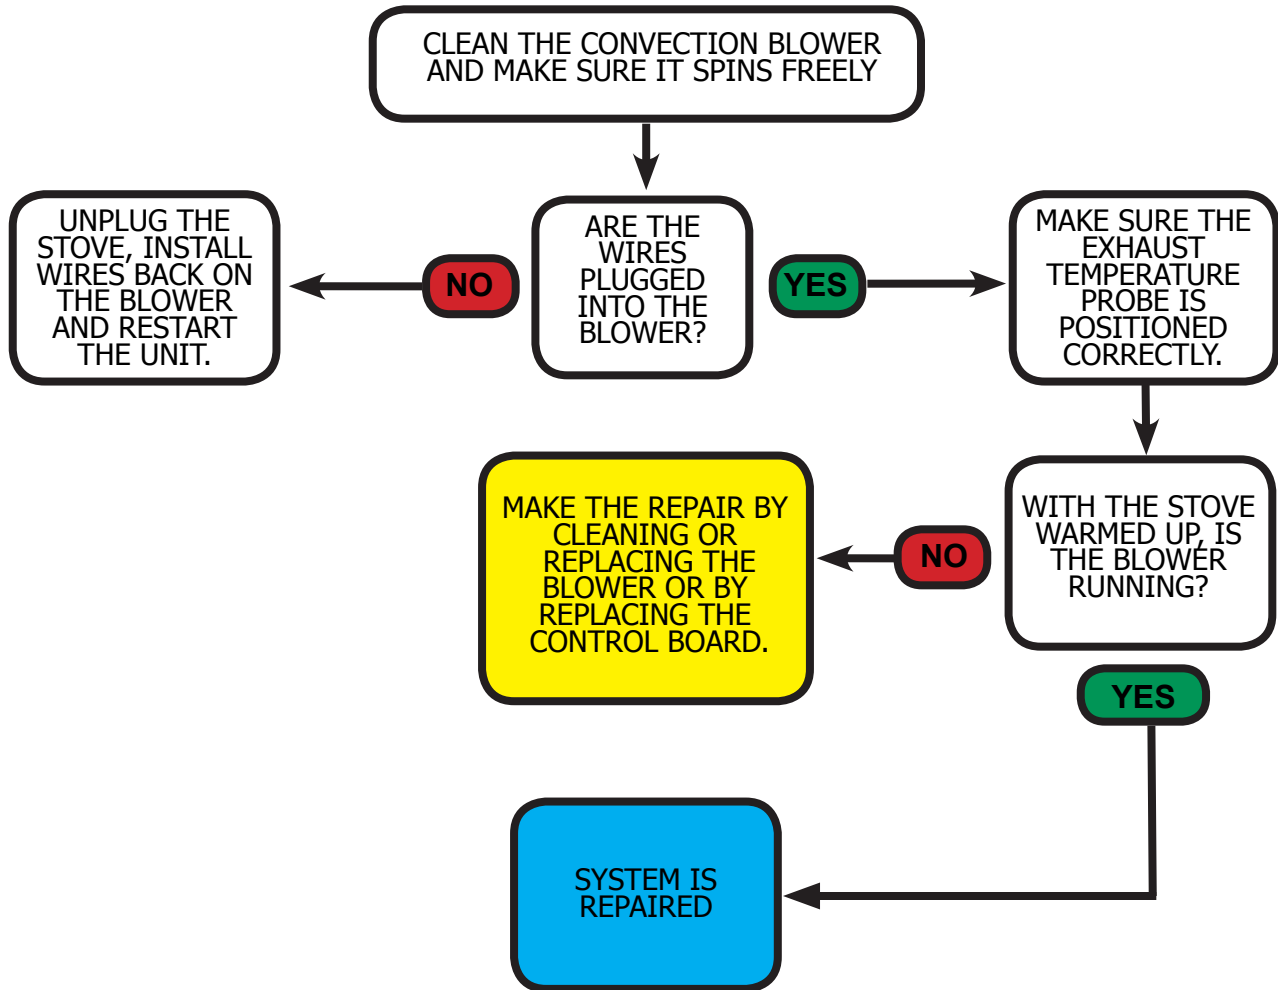 CLEAN THE CONVECTION BLOWER
AND MAKE SURE IT SPINS FREELY
UNPLUG THE
STOVE, INSTALL
WIRES BACK ON
THE BLOWER
AND RESTART
THE UNIT.
NO
ARE THE
WIRES
PLUGGED
INTO THE
BLOWER?
YES
MAKE SURE THE
EXHAUST
TEMPERATURE
PROBE IS
POSITIONED
CORRECTLY.
MAKE THE REPAIR BY
CLEANING OR
REPLACING THE
BLOWER OR BY
REPLACING THE
CONTROL BOARD.
NO
WITH THE STOVE
WARMED UP, IS
THE BLOWER
RUNNING?
YES
SYSTEM IS
REPAIRED